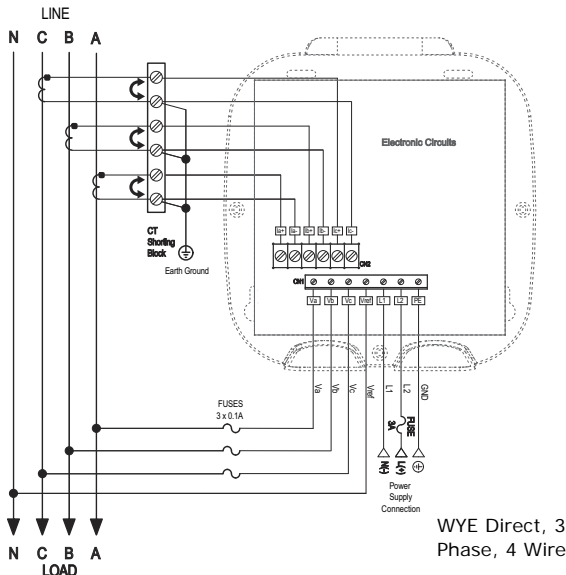 LINE
N C B A
Electronic Circuits
CT
Shorting
Block
Earth Ground
Ia+ Ia- Ib+ Ib- Ic+ Ic-
CN2
CN1
Va Vb Vc Vref L1 L2 PE
Va Vb Vc Vref L1 L2 GND
FUSES
3 x 0.1A
FUSE
3A
N(-) L(+)
Power
Supply
Connection
N C B A
LOAD
WYE Direct, 3
Phase, 4 Wire